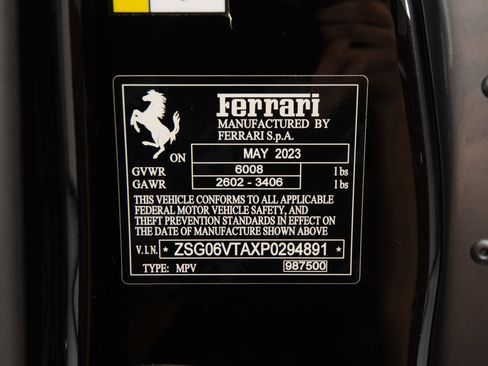 Ferrari
MANUFACTURED BY
FERRARI S.p.A.
ON MAY 2023
GVWR 6008 lbs
GAWR 2602 - 3406 lbs
THIS VEHICLE CONFORMS TO ALL APPLICABLE
FEDERAL MOTOR VEHICLE SAFETY, AND
THEFT PREVENTION STANDARDS IN EFFECT ON
THE DATE OF MANUFACTURE SHOWN ABOVE
V.I.N. * ZSG06VTAXP0294891 *
TYPE: MPV 987500